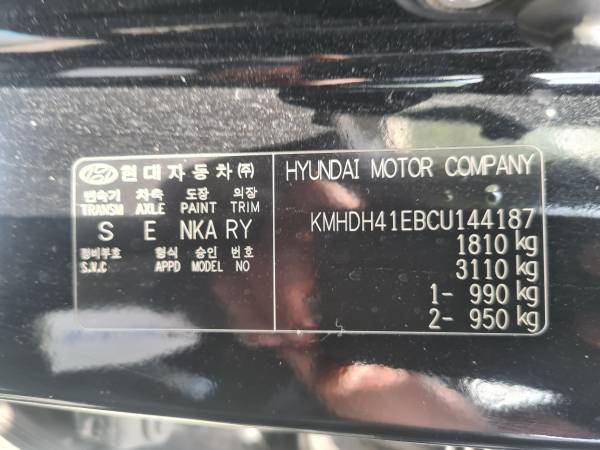 현대자동차(주)
변속기 차축 도장 의장
TRANSM AXLE PAINT TRIM
S E NKA RY
정비부호 형식 승인 번호
S.V.C APPD MODEL NO
HYUNDAI MOTOR COMPANY
KMHDH41EBCU144187
1810 kg
3110 kg
1- 990 kg
2- 950 kg